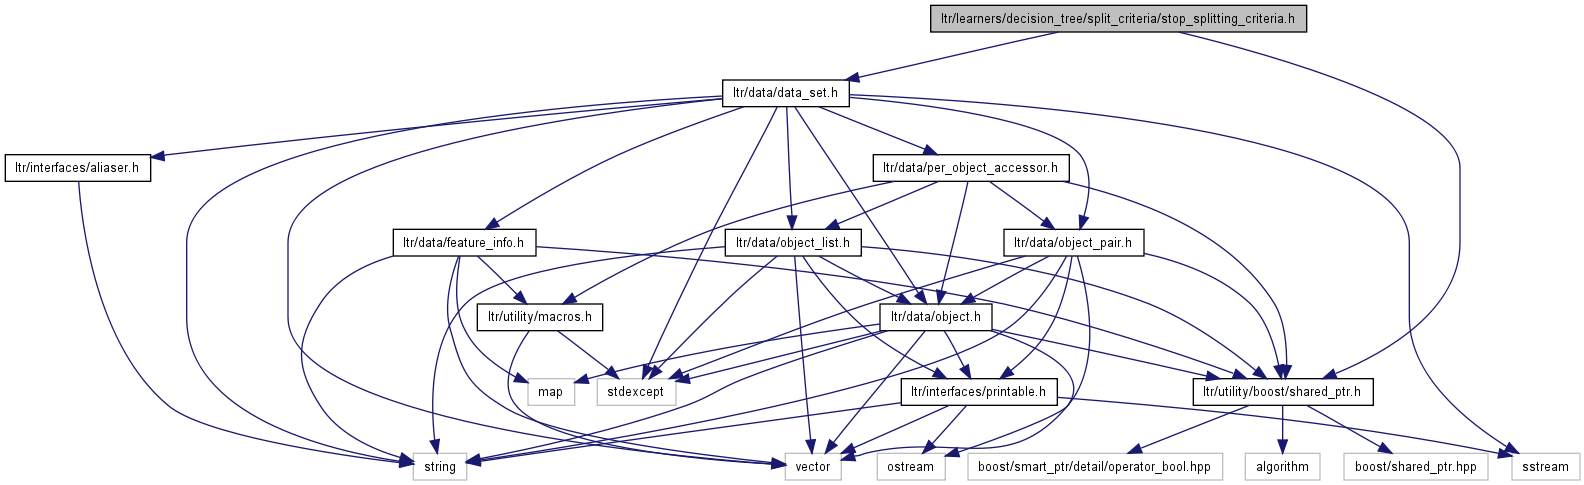 ltr/learners/decision_tree/split_criteria/stop_splitting_criteria.h
ltr/data/data_set.h
ltr/interfaces/aliaser.h
ltr/data/per_object_accessor.h
ltr/data/feature_info.h
ltr/data/object_list.h
ltr/data/object_pair.h
ltr/utility/macros.h
ltr/data/object.h
map
stdexcept
ltr/interfaces/printable.h
ltr/utility/boost/shared_ptr.h
string
vector
ostream
boost/smart_ptr/detail/operator_bool.hpp
algorithm
boost/shared_ptr.hpp
sstream